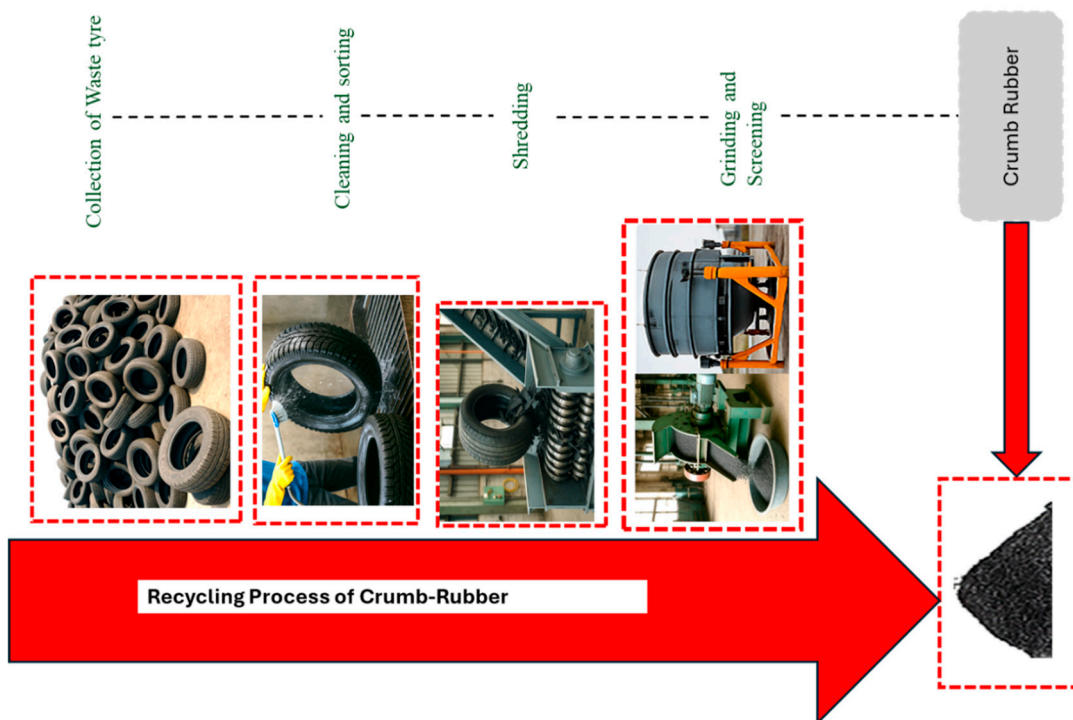 Collection of Waste tyre
Cleaning and sorting
Shredding
Grinding and
Screening
Crumb Rubber
Recycling Process of Crumb-Rubber